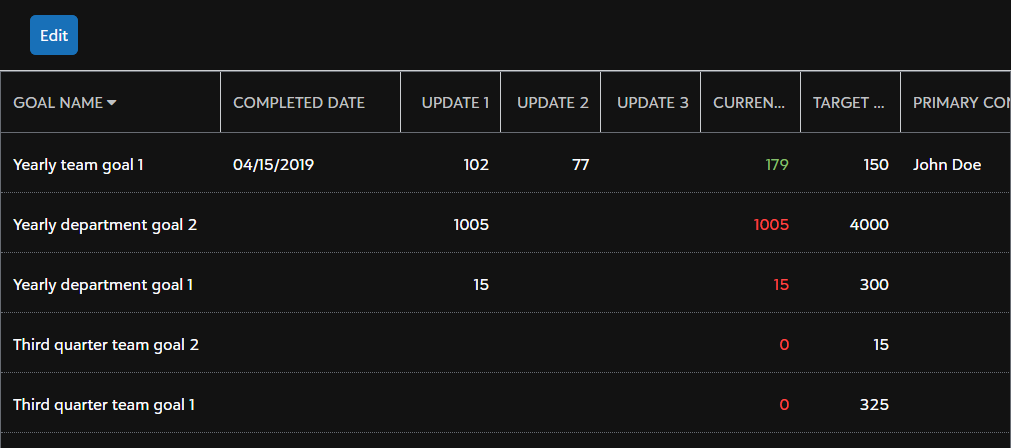 Edit
GOAL NAME COMPLETED DATE UPDATE 1 UPDATE 2 UPDATE 3 CURREN... TARGET ... PRIMARY CON
Yearly team goal 1 04/15/2019 102 77 179 150 John Doe
Yearly department goal 2 1005 1005 4000
Yearly department goal 1 15 15 300
Third quarter team goal 2 0 15
Third quarter team goal 1 0 325